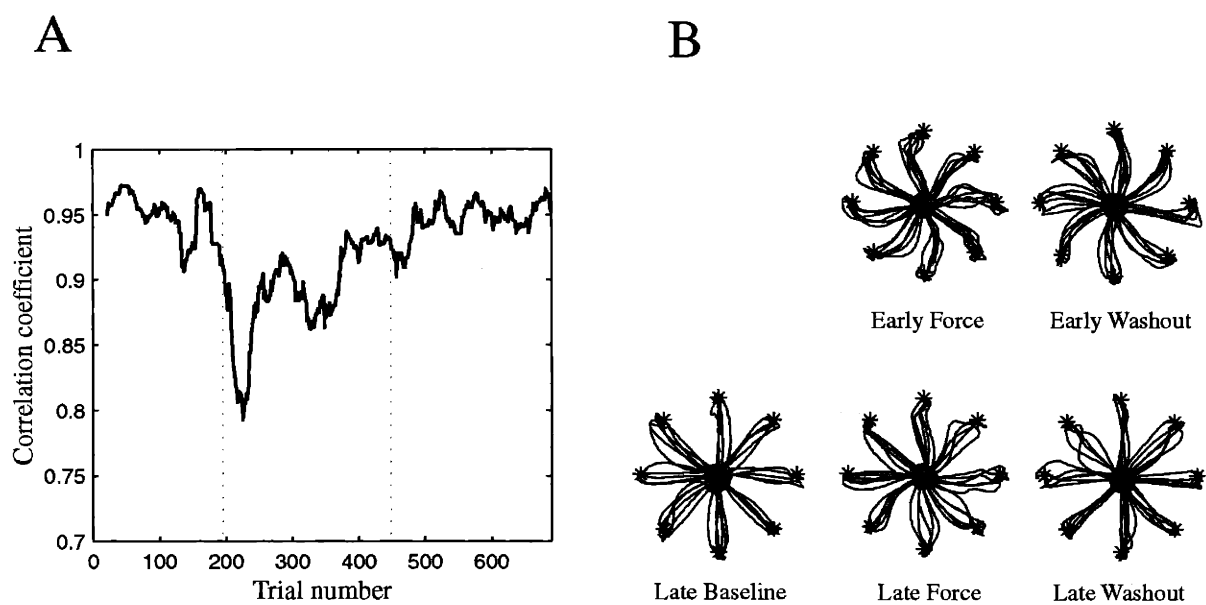 A
B
1
0.95
0.9
0.85
0.8
0.75
0.7
Correlation coefficient
0 100 200 300 400 500 600
Trial number
Early Force Early Washout
Late Baseline Late Force Late Washout